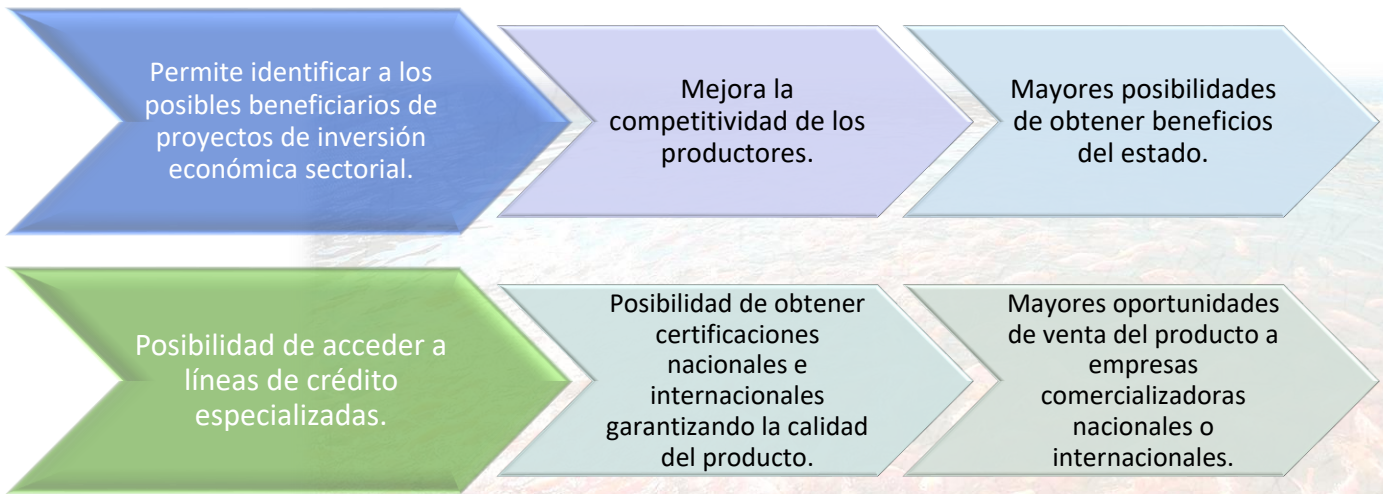 Permite identificar a los
posibles beneficiarios de
proyectos de inversión
económica sectorial.
Mejora la
competitividad de los
productores.
Mayores posibilidades
de obtener beneficios
del estado.
Posibilidad de acceder a
líneas de crédito
especializadas.
Posibilidad de obtener
certificaciones
nacionales e
internacionales
garantizando la calidad
del producto.
Mayores oportunidades
de venta del producto a
empresas
comercializadoras
nacionales o
internacionales.